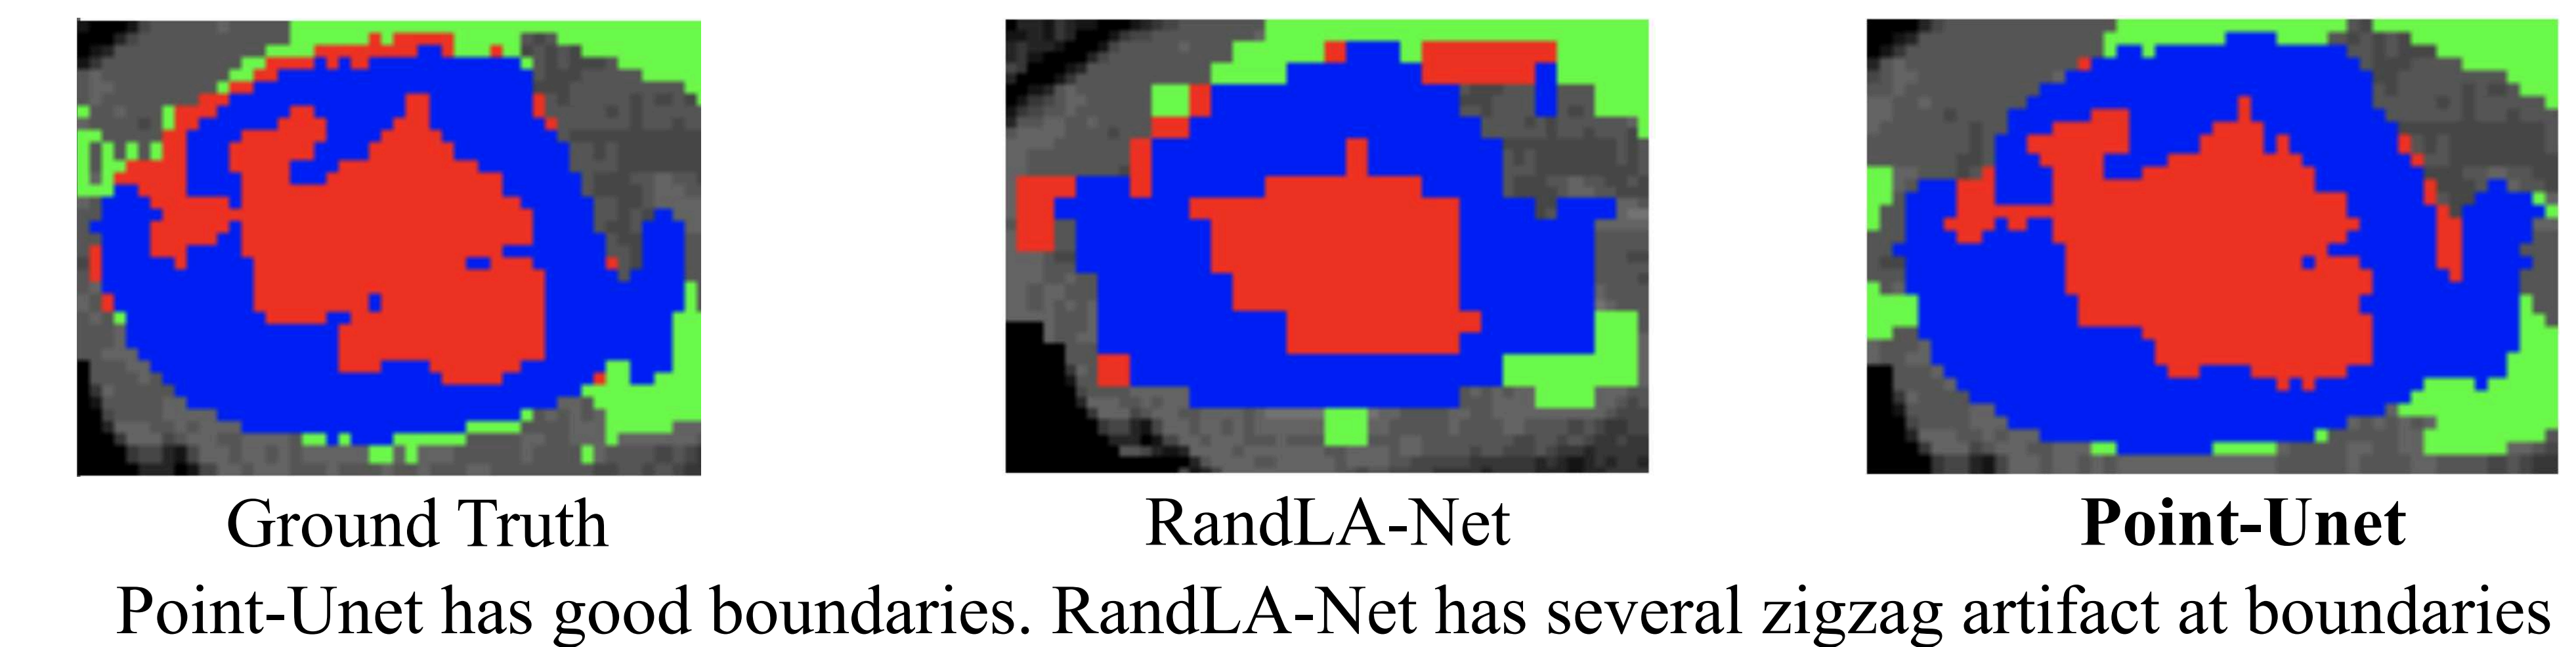 Ground Truth
RandLA-Net
Point-Unet
Point-Unet has good boundaries. RandLA-Net has several zigzag artifact at boundaries